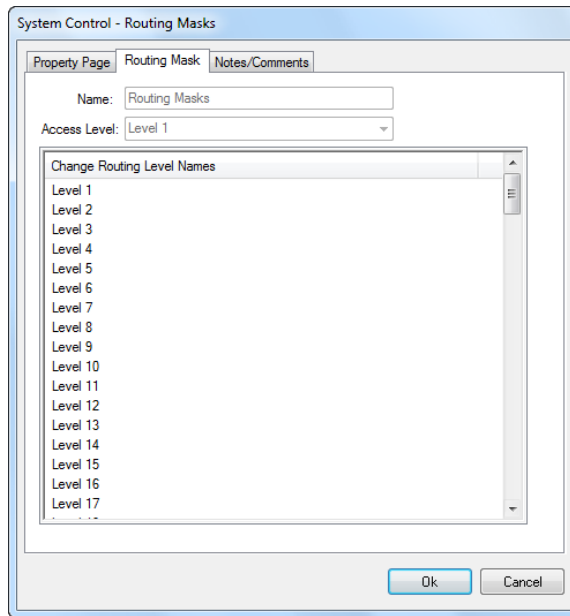 System Control - Routing Masks
Property Page Routing Mask Notes/Comments
Name: Routing Masks
Access Level: Level 1
Change Routing Level Names
Level 1
Level 2
Level 3
Level 4
Level 5
Level 6
Level 7
Level 8
Level 9
Level 10
Level 11
Level 12
Level 13
Level 14
Level 15
Level 16
Level 17
Ok Cancel